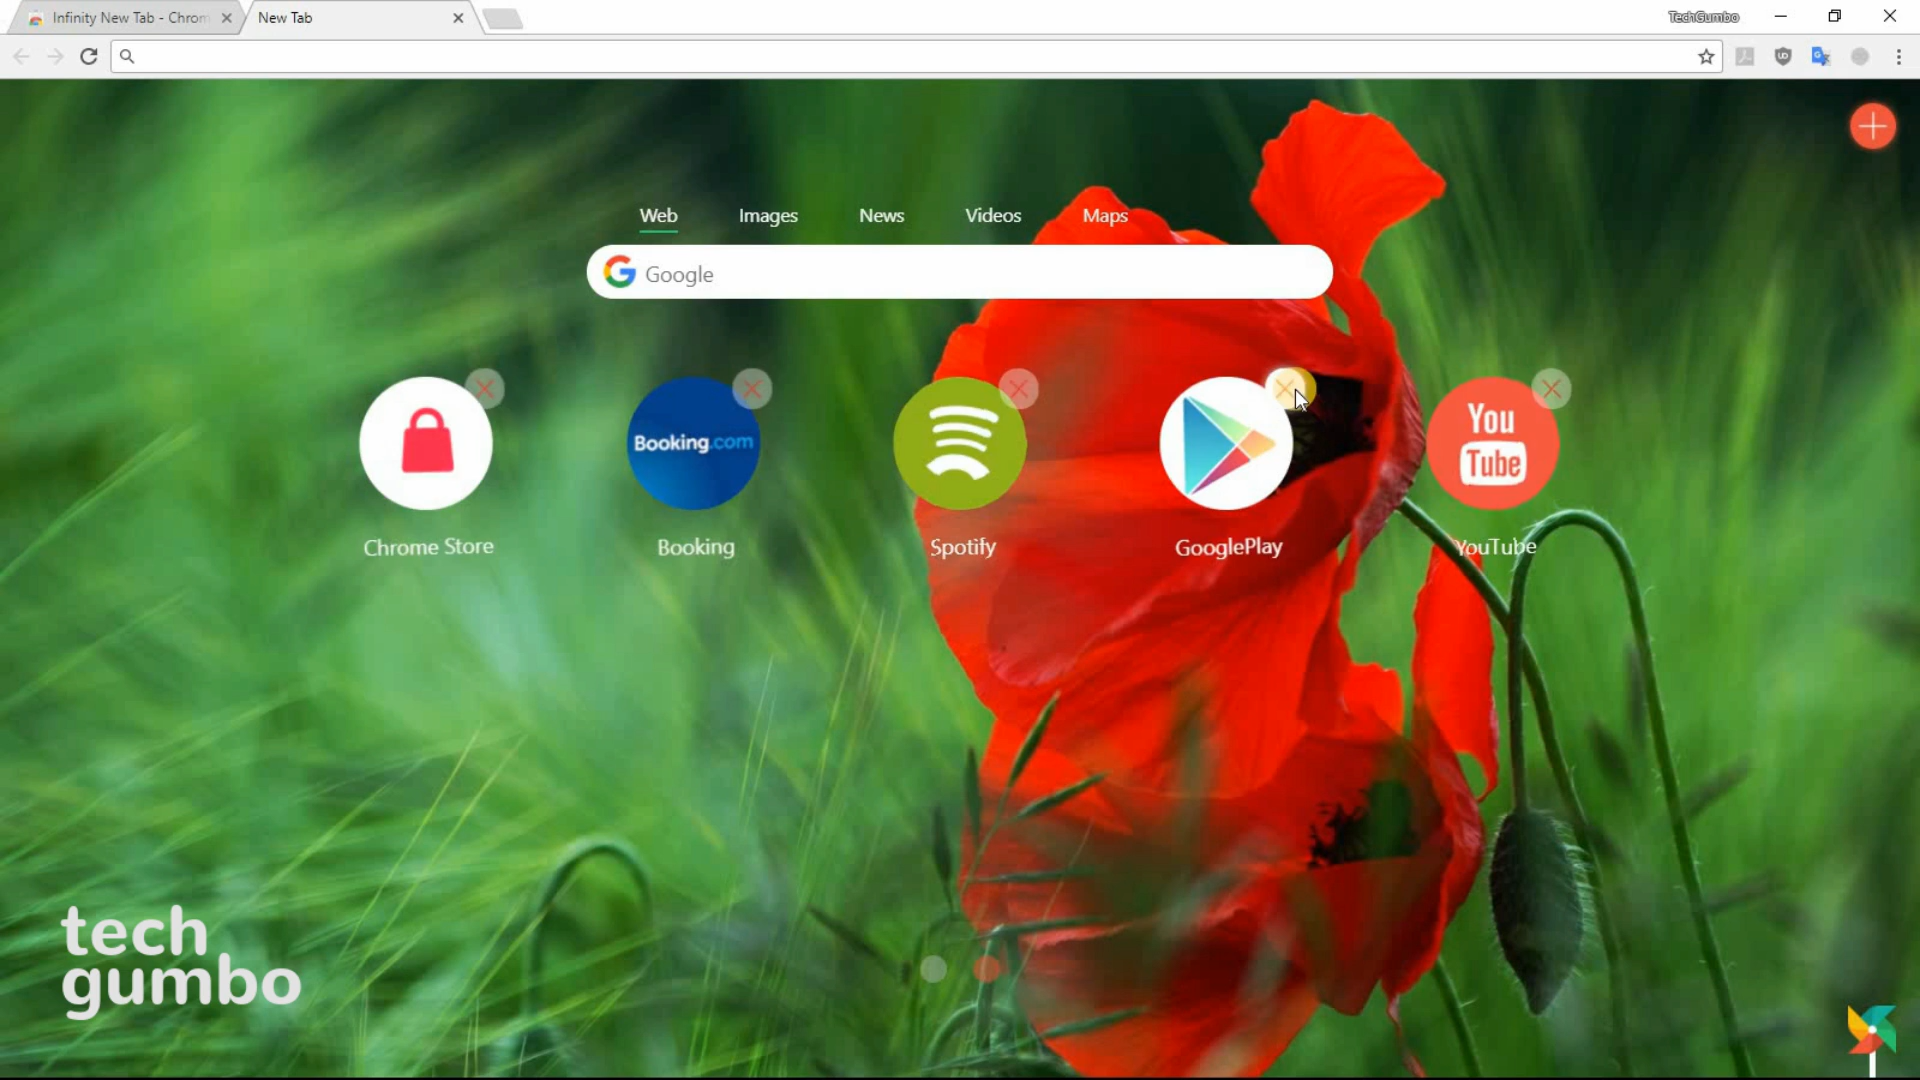 Infinity New Tab - Chrom
New Tab
TechGumbo
Web
Images
News
Videos
Maps
Google
Booking.com
You
Tube
Chrome Store
Booking
Spotify
GooglePlay
YouTube
tech
gumbo